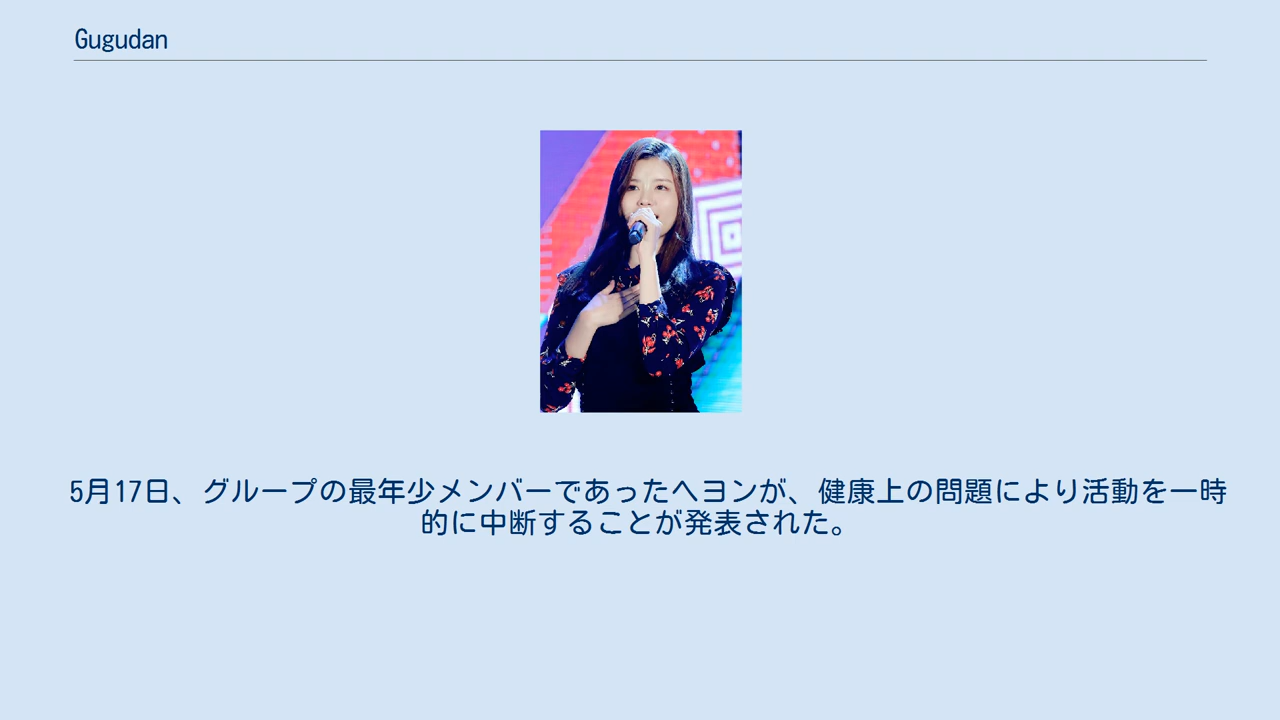 Gugudan
5月17日、グループの最年少メンバーであったヘヨンが、健康上の問題により活動を一時
的に中断することが発表された。